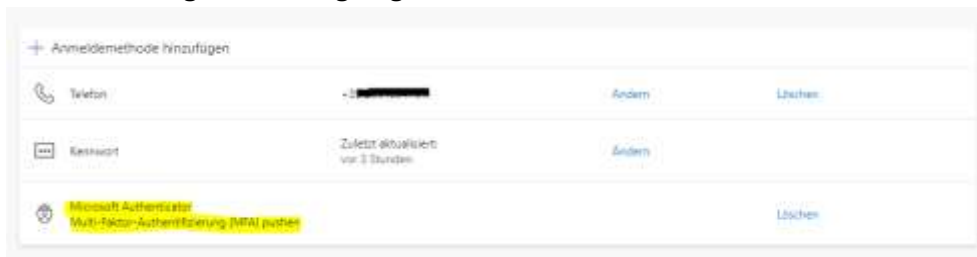 + Anmeldemethode hinzufügen
Telefon Ändern Löschen
Kennwort Zuletzt aktualisiert: vor 3 Stunden Ändern
Microsoft Authenticator
Multi-Faktor-Authentifizierung (MFA) pushen Löschen